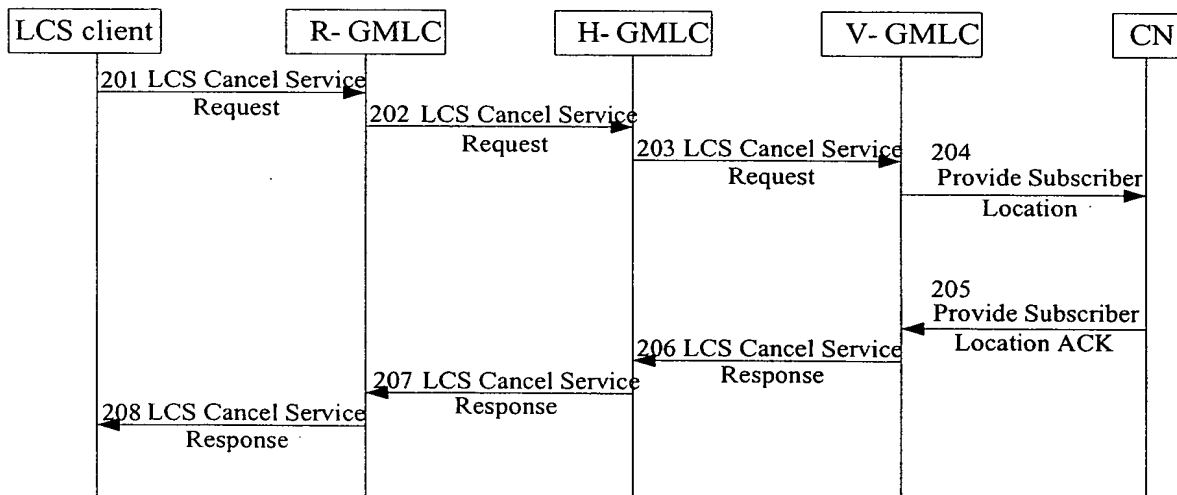 LCS client
R- GMLC
H- GMLC
V- GMLC
CN
201 LCS Cancel Service
Request
202 LCS Cancel Service
Request
203 LCS Cancel Service
Request
204
Provide Subscriber
Location
205
Provide Subscriber
Location ACK
206 LCS Cancel Service
Response
207 LCS Cancel Service
Response
208 LCS Cancel Service
Response